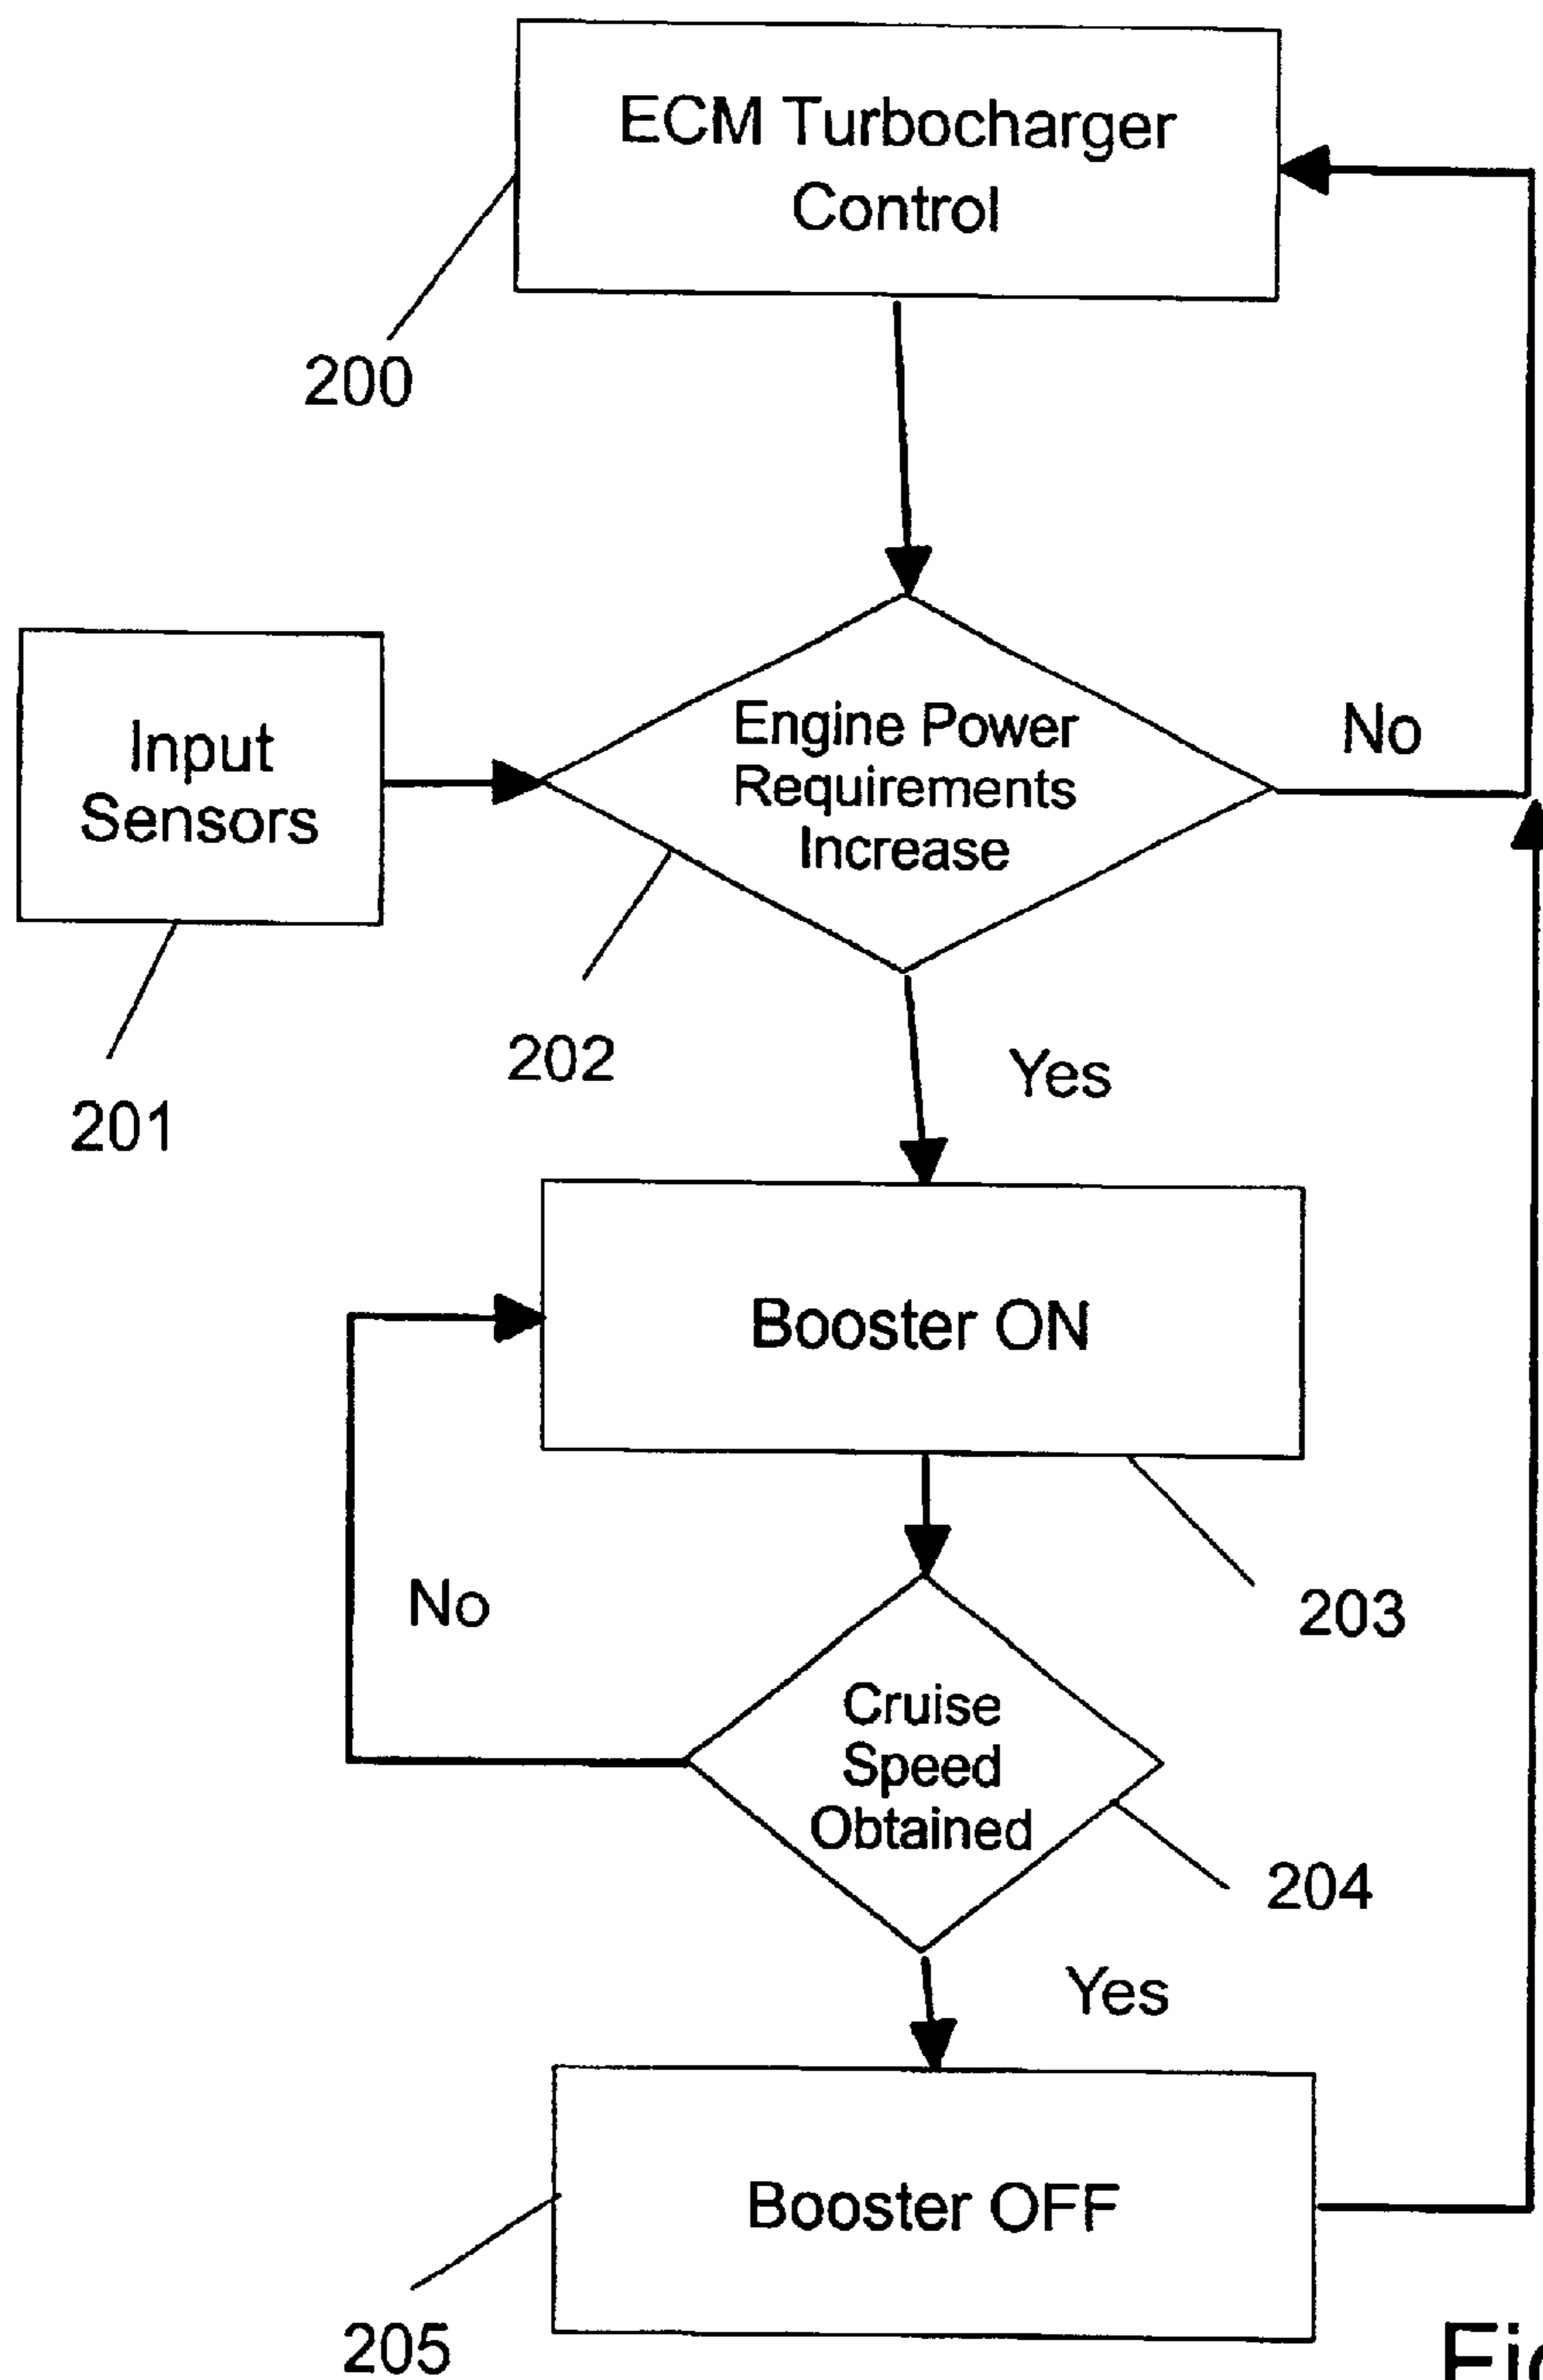 ECM Turbocharger
Control
200
Input
Sensors
201
Engine Power
Requirements
Increase
202
No
Yes
Booster ON
203
No
Cruise
Speed
Obtained
204
Yes
Booster OFF
205